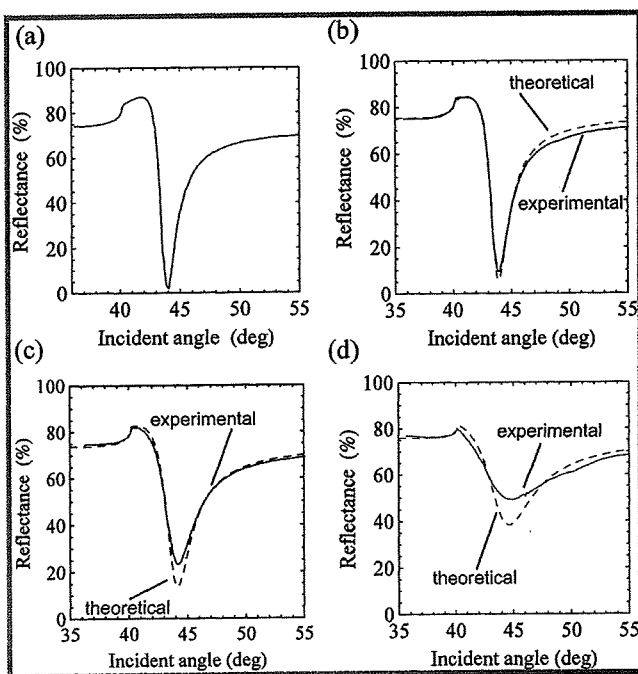 (a)
100
80
60
40
20
0
40 45 50 55
Reflectance (%)
Incident angle (deg)
(b)
100
80
60
40
20
0
35 40 45 50 55
Reflectance (%)
Incident angle (deg)
theoretical
experimental
(c)
100
80
60
40
20
0
35 40 45 50 55
Reflectance (%)
Incident angle (deg)
experimental
theoretical
(d)
100
80
60
40
20
0
35 40 45 50 55
Reflectance (%)
Incident angle (deg)
experimental
theoretical